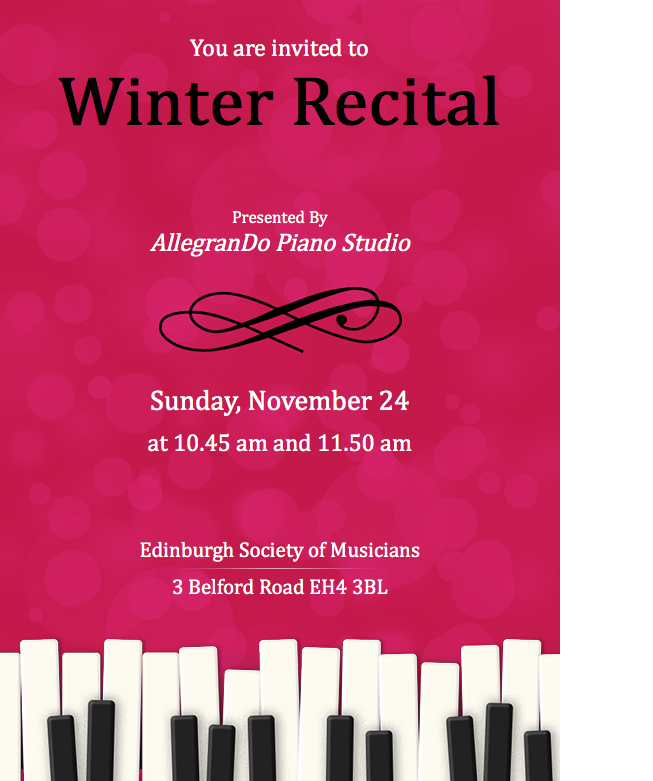 You are invited to
Winter Recital
Presented By
AllegranDo Piano Studio
Sunday, November 24
at 10.45 am and 11.50 am
Edinburgh Society of Musicians
3 Belford Road EH4 3BL